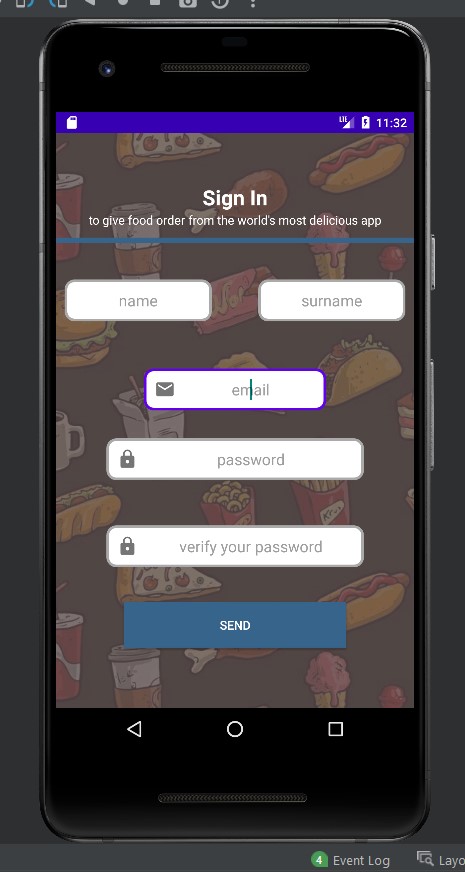 LTE 11:32
Sign In
to give food order from the world's most delicious app
name surname
email
password
verify your password
SEND
4 Event Log Layo